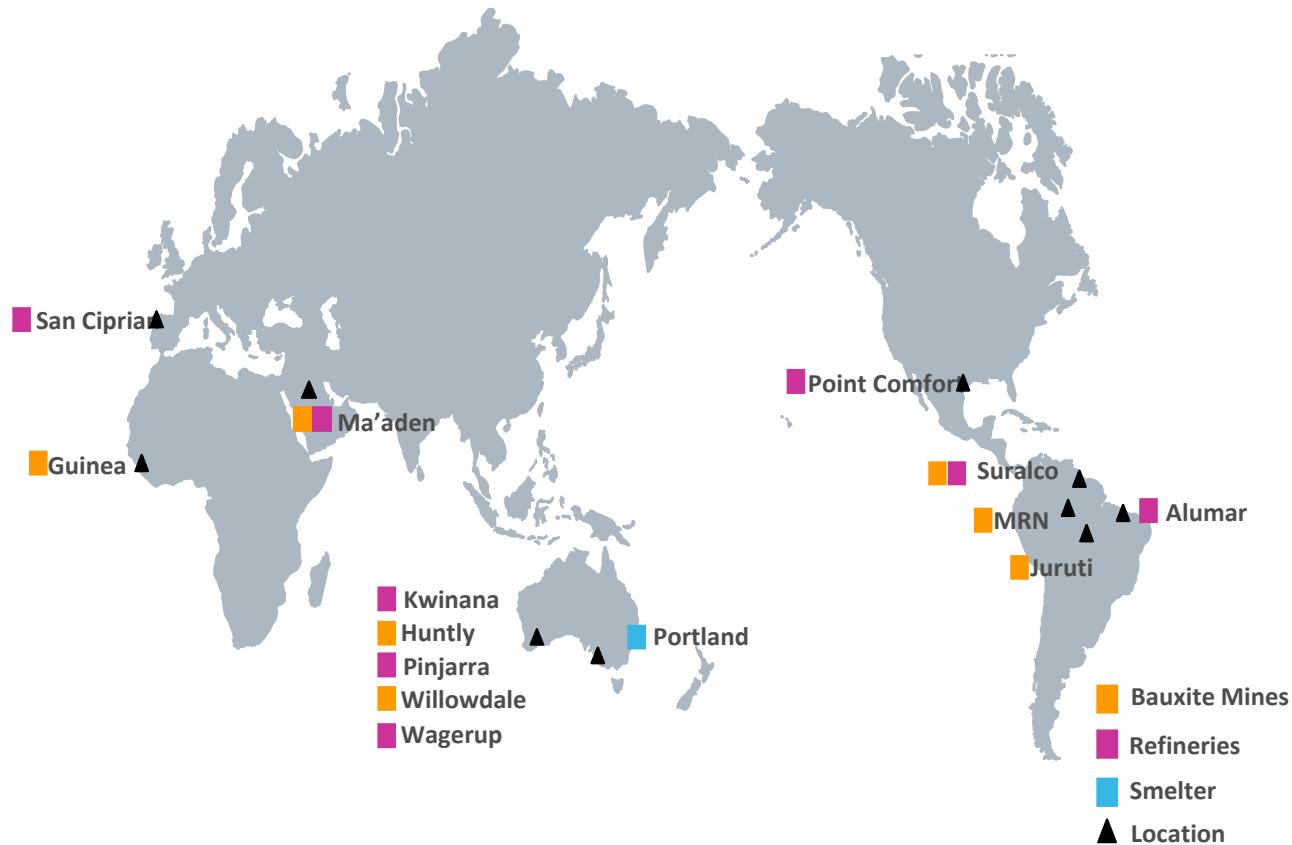 San Ciprian
Point Comfort
Ma’aden
Guinea
Suralco
MRN
Alumar
Juruti
Kwinana
Huntly
Portland
Pinjarra
Willowdale
Wagerup
Bauxite Mines
Refineries
Smelter
Location